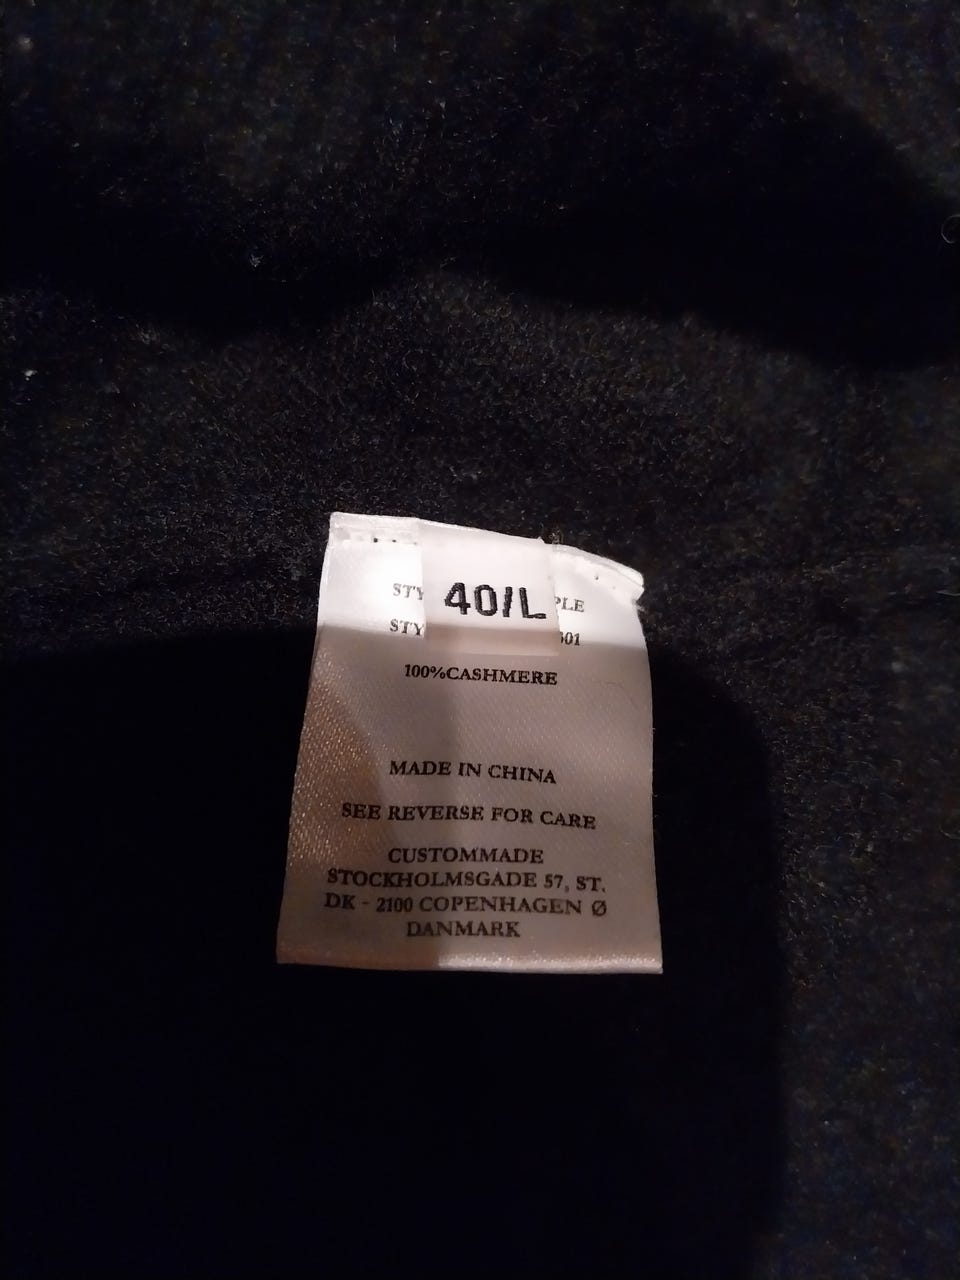 40/L
100%CASHMERE
MADE IN CHINA
SEE REVERSE FOR CARE
CUSTOMMADE
STOCKHOLMSGADE 57, ST.
DK - 2100 COPENHAGEN Ø
DANMARK